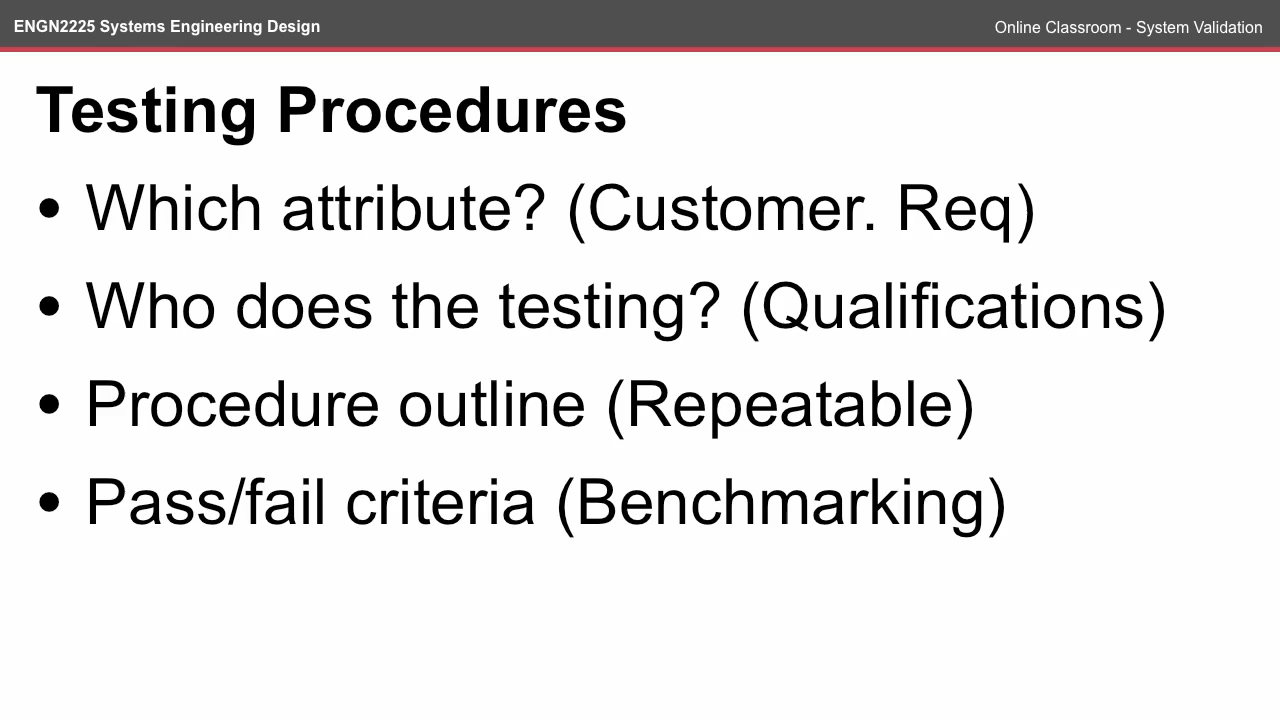 ENGN2225 Systems Engineering Design
Online Classroom - System Validation
Testing Procedures
• Which attribute? (Customer. Req)
• Who does the testing? (Qualifications)
• Procedure outline (Repeatable)
• Pass/fail criteria (Benchmarking)